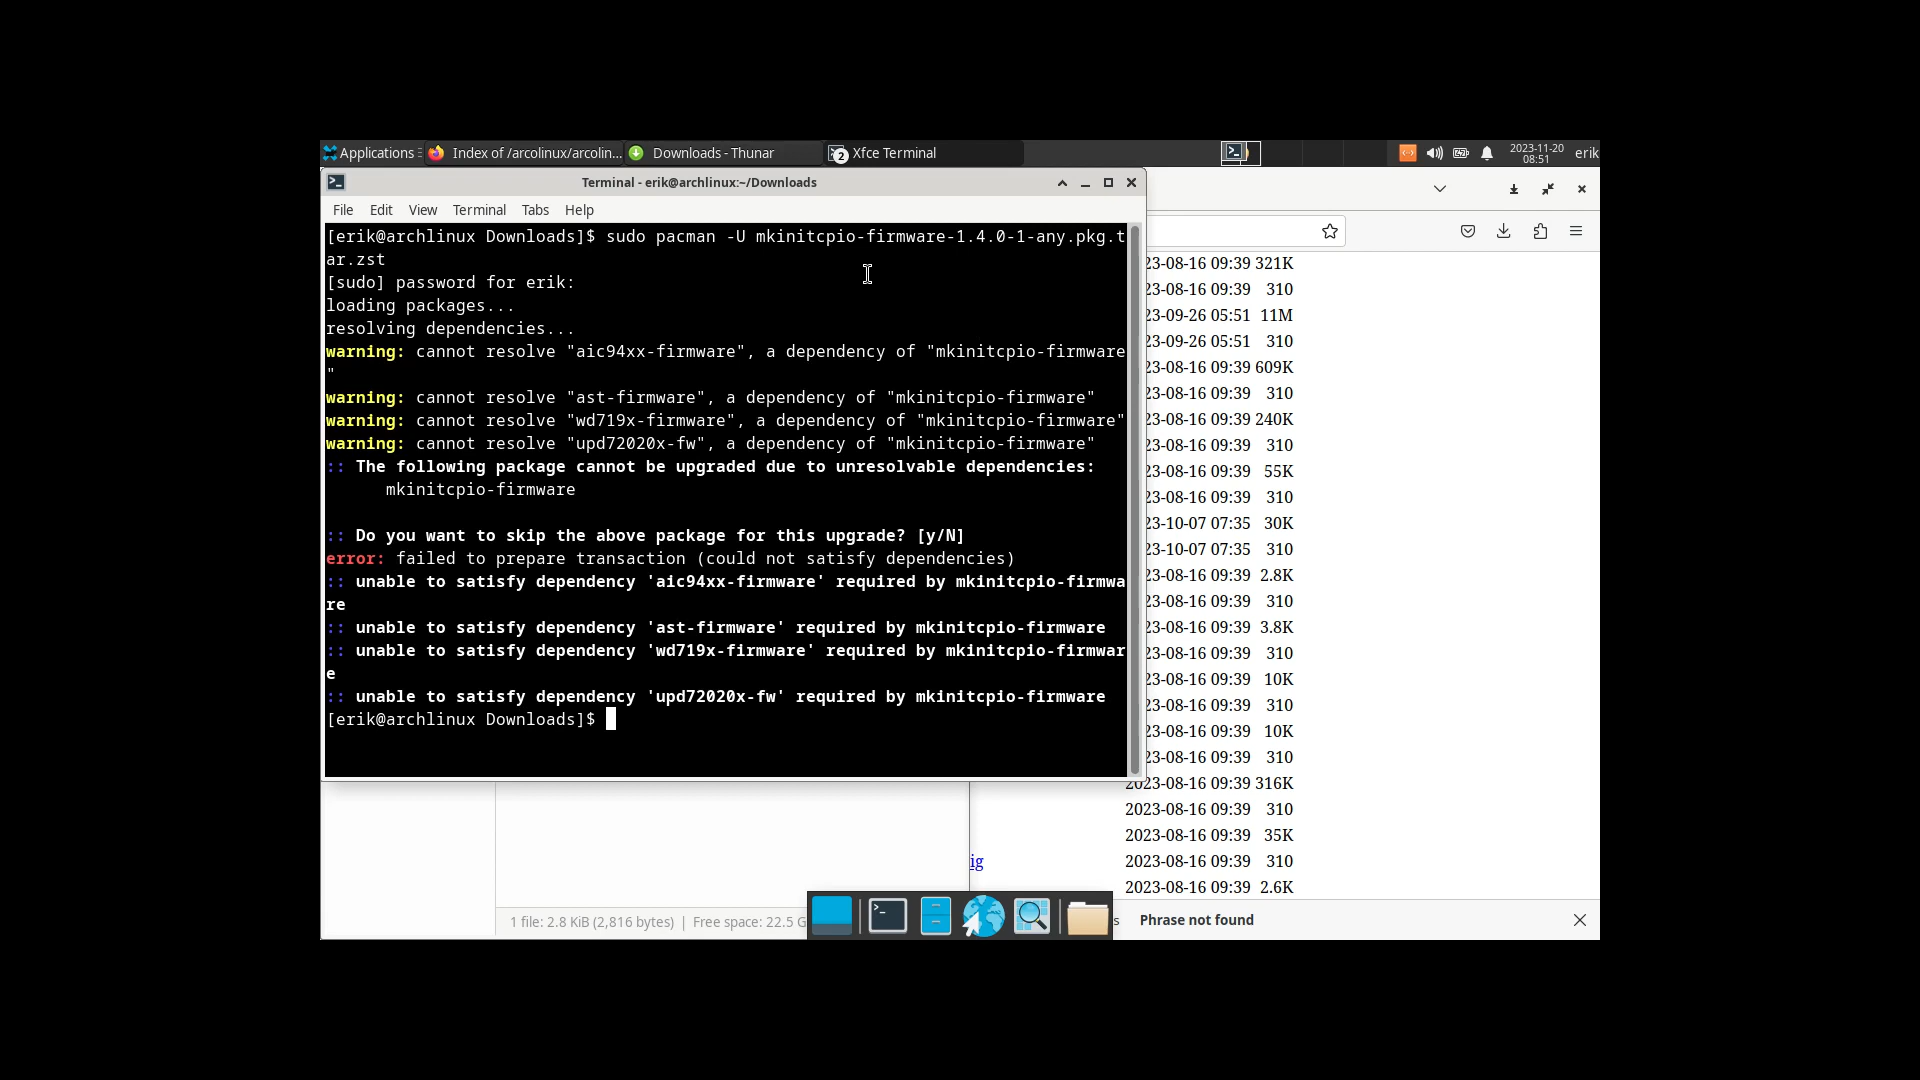 Applications
Index of /arcolinux/arcolin...
Downloads - Thunar
2
Xfce Terminal
2023-11-20
08:51
erik
Terminal - erik@archlinux:~/Downloads
File Edit View Terminal Tabs Help
[erik@archlinux Downloads]$ sudo pacman -U mkinitcpio-firmware-1.4.0-1-any.pkg.t
ar.zst
[sudo] password for erik:
loading packages...
resolving dependencies...
warning: cannot resolve "aic94xx-firmware", a dependency of "mkinitcpio-firmware
"
warning: cannot resolve "ast-firmware", a dependency of "mkinitcpio-firmware"
warning: cannot resolve "wd719x-firmware", a dependency of "mkinitcpio-firmware"
warning: cannot resolve "upd72020x-fw", a dependency of "mkinitcpio-firmware"
:: The following package cannot be upgraded due to unresolvable dependencies:
mkinitcpio-firmware
:: Do you want to skip the above package for this upgrade? [y/N]
error: failed to prepare transaction (could not satisfy dependencies)
:: unable to satisfy dependency 'aic94xx-firmware' required by mkinitcpio-firmwa
re
:: unable to satisfy dependency 'ast-firmware' required by mkinitcpio-firmware
:: unable to satisfy dependency 'wd719x-firmware' required by mkinitcpio-firmwar
e
:: unable to satisfy dependency 'upd72020x-fw' required by mkinitcpio-firmware
[erik@archlinux Downloads]$
23-08-16 09:39 321K
23-08-16 09:39 310
23-09-26 05:51 11M
23-09-26 05:51 310
23-08-16 09:39 609K
23-08-16 09:39 310
23-08-16 09:39 240K
23-08-16 09:39 310
23-08-16 09:39 55K
23-08-16 09:39 310
23-10-07 07:35 30K
23-10-07 07:35 310
23-08-16 09:39 2.8K
23-08-16 09:39 310
23-08-16 09:39 3.8K
23-08-16 09:39 310
23-08-16 09:39 10K
23-08-16 09:39 310
23-08-16 09:39 10K
23-08-16 09:39 310
2023-08-16 09:39 316K
2023-08-16 09:39 310
2023-08-16 09:39 35K
ig 2023-08-16 09:39 310
2023-08-16 09:39 2.6K
1 file: 2.8 KiB (2,816 bytes) | Free space: 22.5 G
s Phrase not found